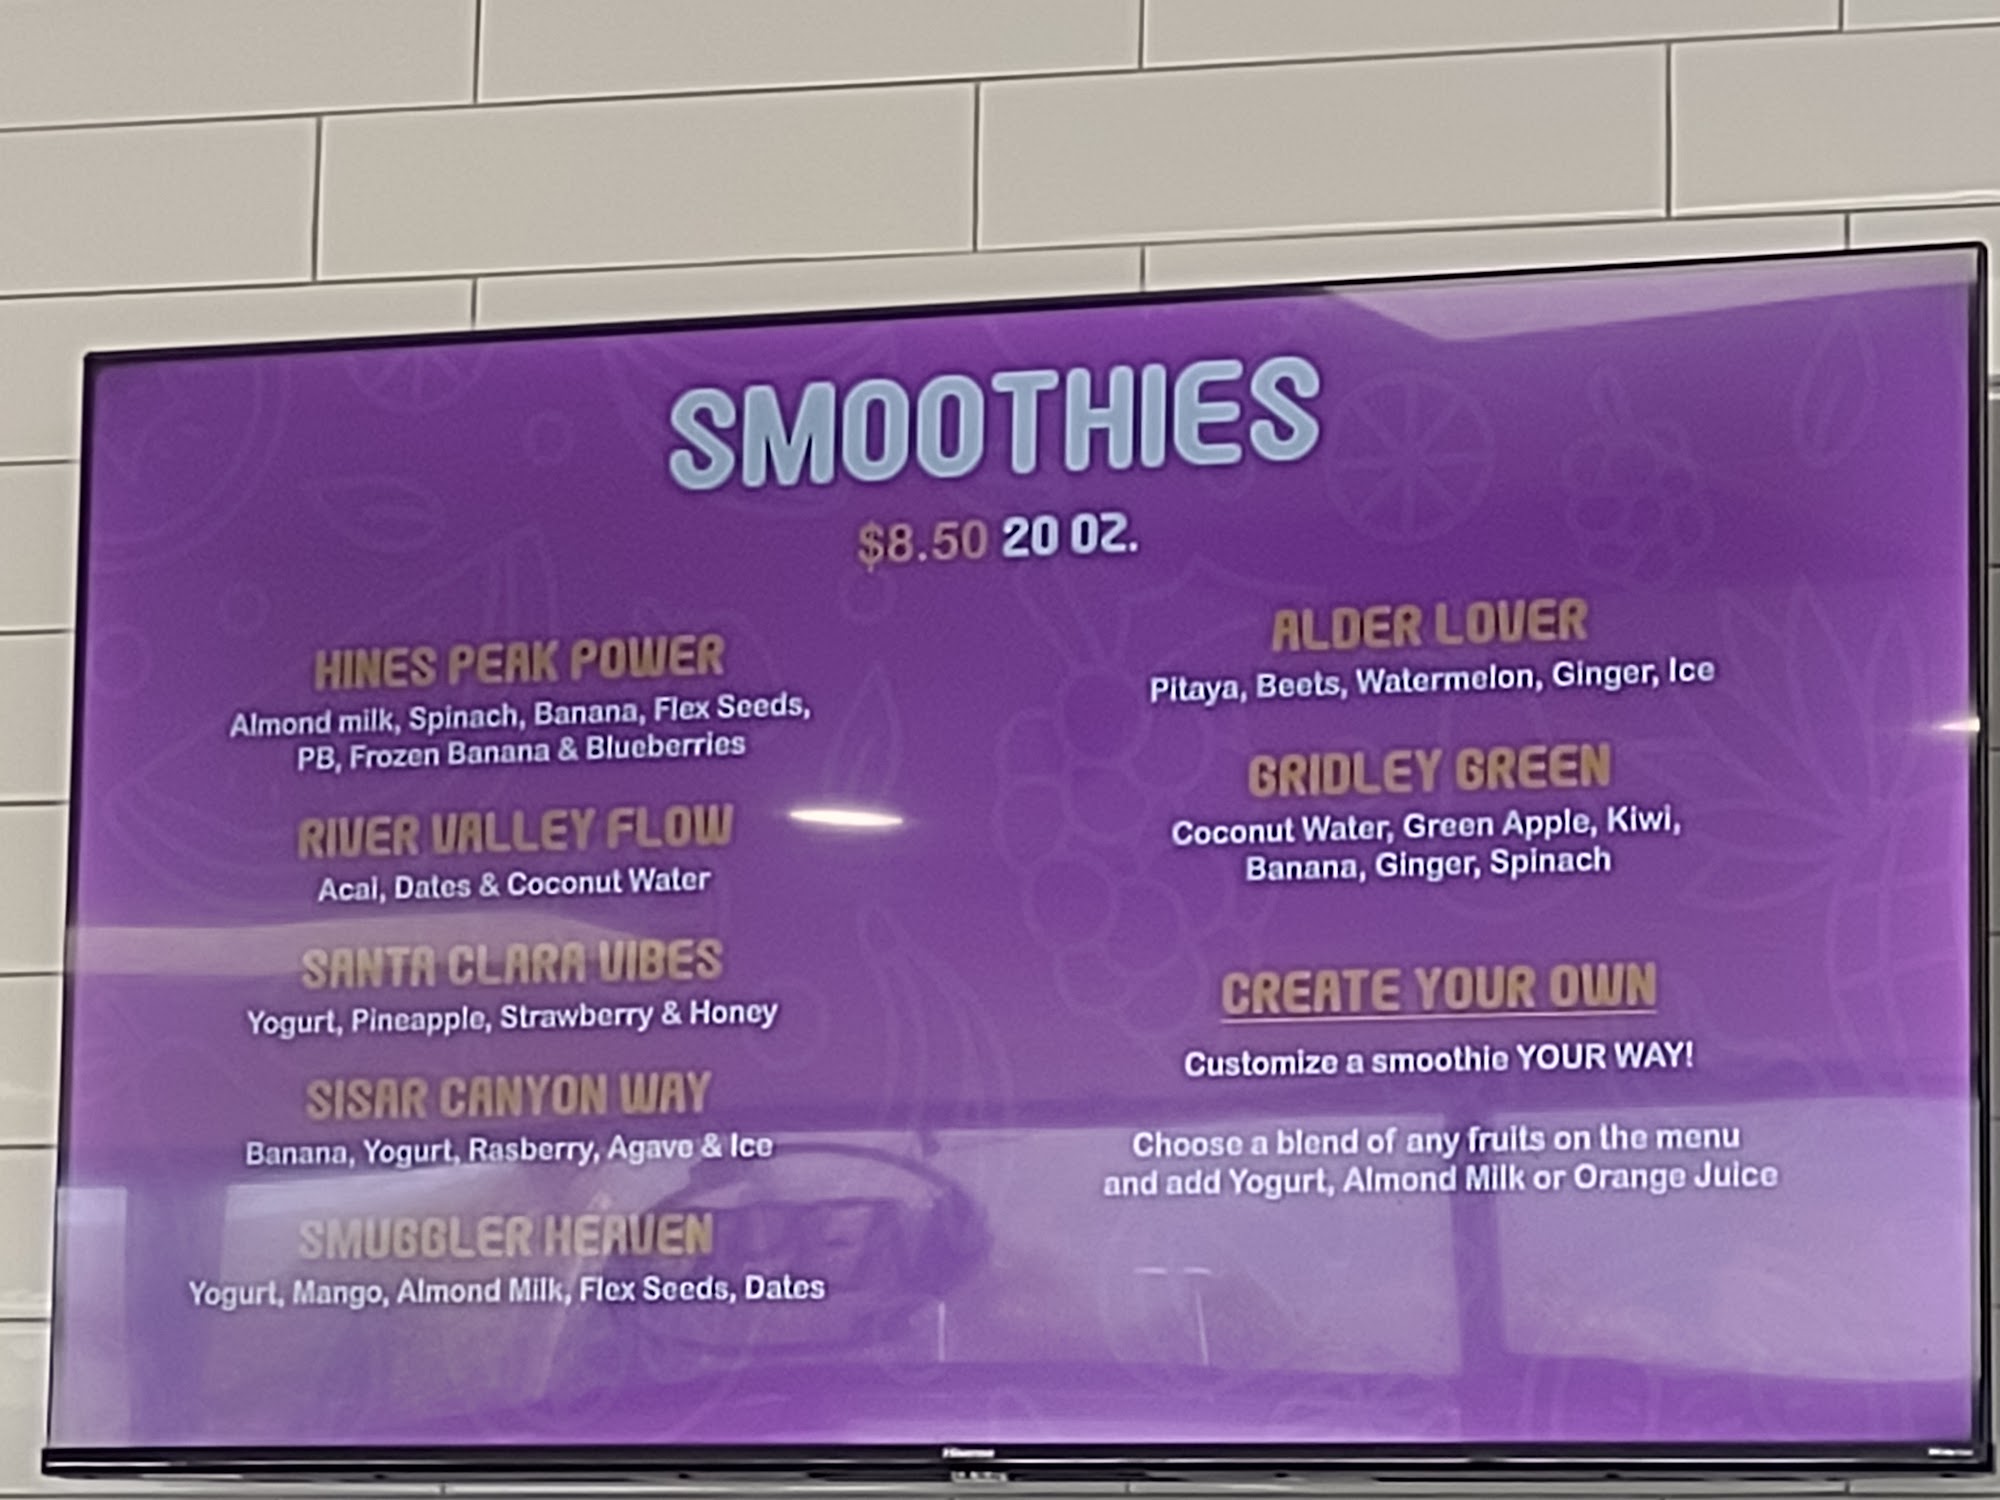 SMOOTHIES
$8.50 20 OZ.
HINES PEAK POWER
Almond milk, Spinach, Banana, Flex Seeds,
PB, Frozen Banana & Blueberries
RIVER VALLEY FLOW
Acai, Dates & Coconut Water
SANTA CLARA VIBES
Yogurt, Pineapple, Strawberry & Honey
SISAR CANYON WAY
Banana, Yogurt, Rasberry, Agave & Ice
SMUGGLER HEAVEN
Yogurt, Mango, Almond Milk, Flex Seeds, Dates
ALDER LOVER
Pitaya, Beets, Watermelon, Ginger, Ice
GRIDLEY GREEN
Coconut Water, Green Apple, Kiwi,
Banana, Ginger, Spinach
CREATE YOUR OWN
Customize a smoothie YOUR WAY!
Choose a blend of any fruits on the menu
and add Yogurt, Almond Milk or Orange Juice
Hisense